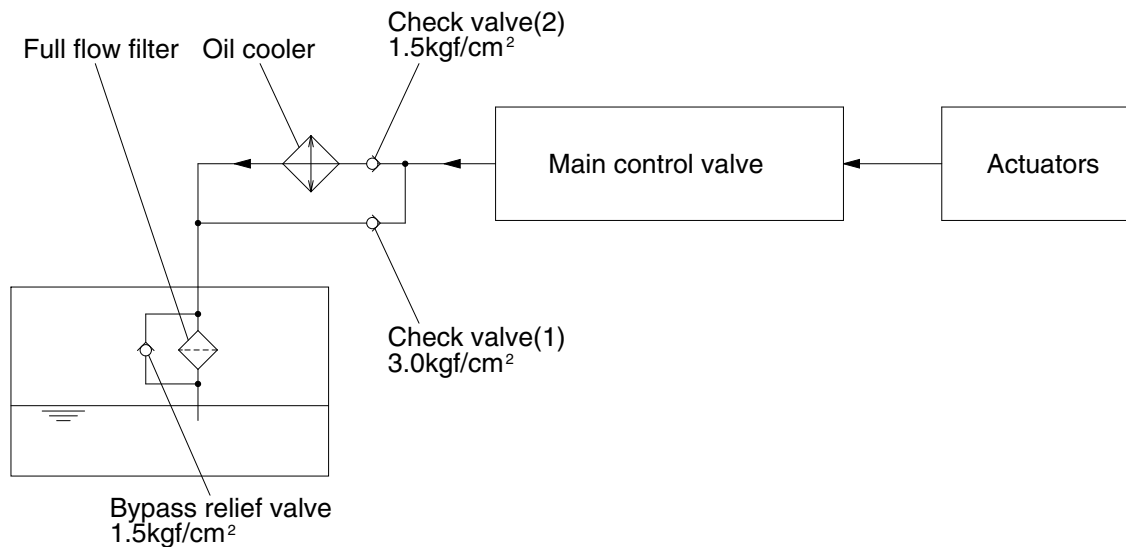 Check valve(2)
1.5kgf/cm²
Full flow filter
Oil cooler
Main control valve
Actuators
Check valve(1)
3.0kgf/cm²
Bypass relief valve
1.5kgf/cm²